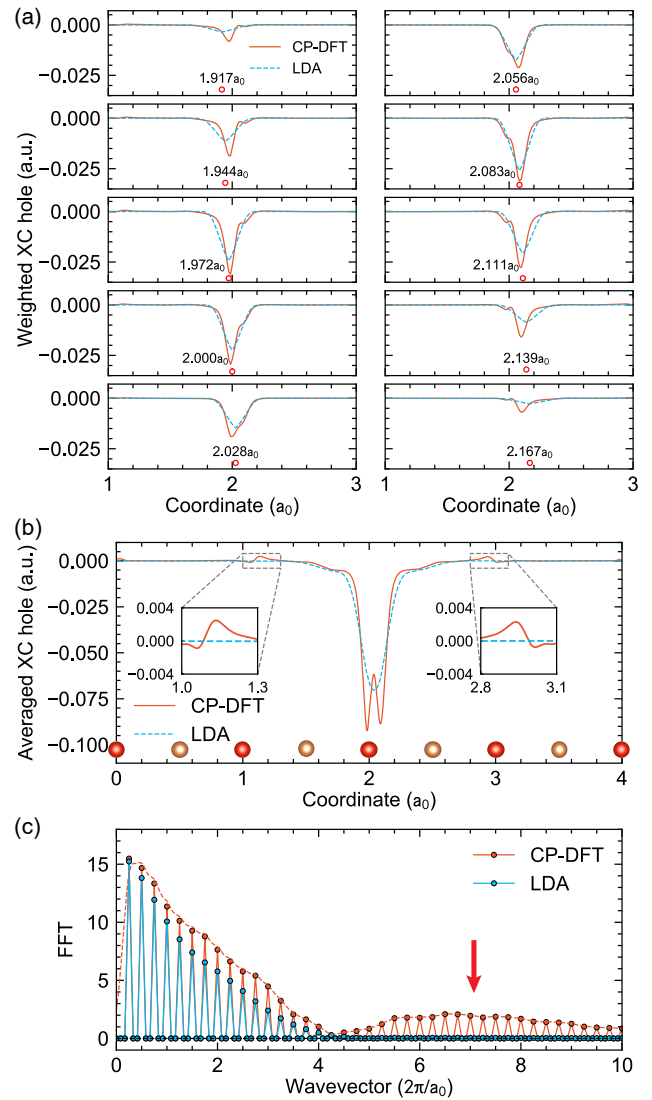 (a)
0.000
−0.025
CP-DFT
LDA
1.917a₀
2.056a₀
0.000
−0.025
1.944a₀
2.083a₀
0.000
−0.025
1.972a₀
2.111a₀
0.000
−0.025
2.000a₀
2.139a₀
0.000
−0.025
2.028a₀
2.167a₀
Weighted XC hole (a.u.)
1 2 3 1 2 3
Coordinate (a₀) Coordinate (a₀)
(b)
Averaged XC hole (a.u.)
0.000
−0.025
−0.050
−0.075
−0.100
0.004
0.000
−0.004
1.0 1.3
0.004
0.000
−0.004
2.8 3.1
CP-DFT
LDA
0 1 2 3 4
Coordinate (a₀)
(c)
FFT
15
10
5
0
CP-DFT
LDA
0 2 4 6 8 10
Wavevector (2π/a₀)